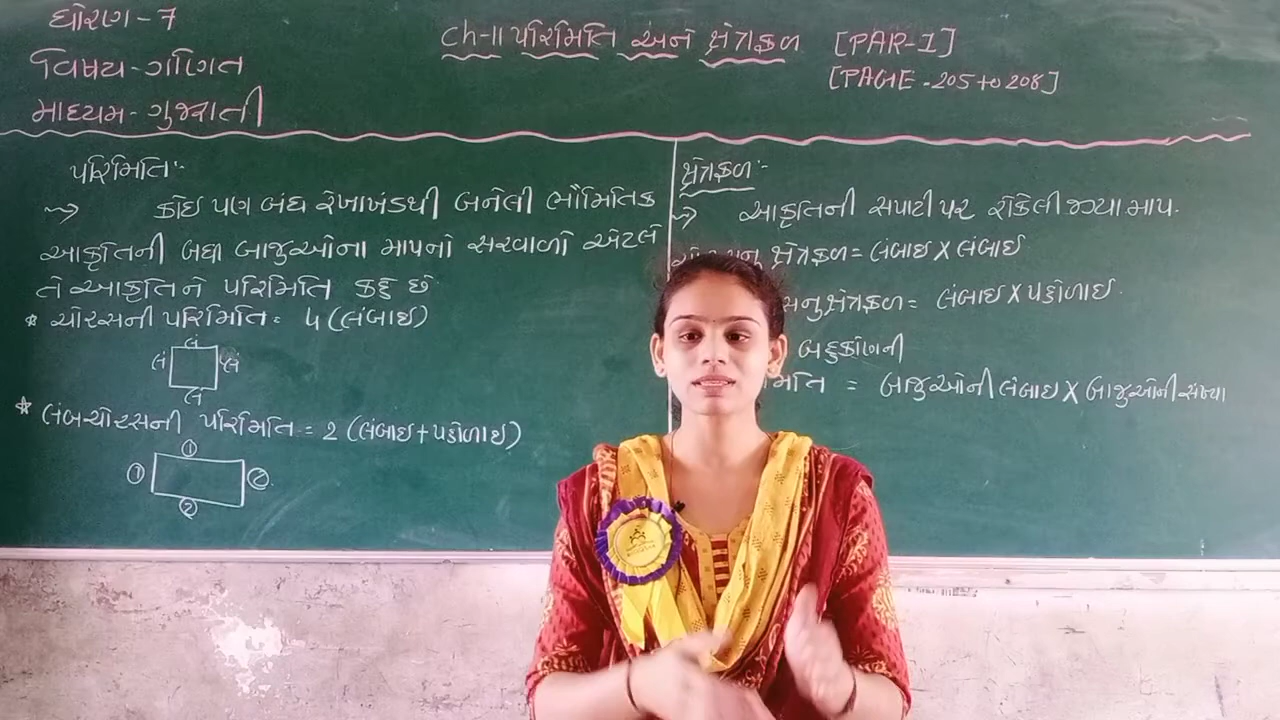 ધોરણ - 7
વિષય - ગણિત
માધ્યમ - ગુજરાતી
Ch-11 પરિમિતિ અને ક્ષેત્રફળ [PAR-1]
[PAGE - 205 to 208]
પરિમિતિ:-
કોઇ પણ બંધ રેખાખંડથી બનેલી ભૌમિતિક
આકૃતિની બધા બાજુઓના માપનો સરવાળો એટલે
તે આકૃતિને પરિમિતિ કહે છે
* ચોરસની પરિમિતિ = ૫ (લંબાઇ)
લં
લં લં
લં
* લંબચોરસની પરિમિતિ = 2 (લંબાઇ + પહોળાઇ)
①
① ②
②
ક્ષેત્રફળ:-
આકૃતિની સપાટી પર રોકેલી જગ્યા માપ.
ક્ષેત્રફળ = લંબાઇ X લંબાઇ
ક્ષેત્રફળ = લંબાઇ X પહોળાઇ.
બહુકોણની
= બાજુઓની લંબાઇ X બાજુઓની સંખ્યા